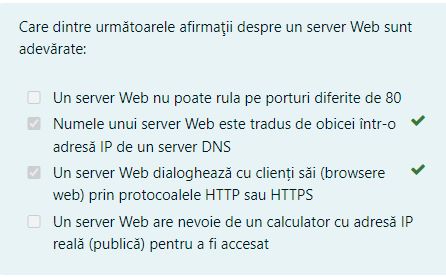 Care dintre următoarele afirmații despre un server Web sunt
adevărate:
Un server Web nu poate rula pe porturi diferite de 80
Numele unui server Web este tradus de obicei într-o
adresă IP de un server DNS
Un server Web dialoghează cu clienți săi (browsere
web) prin protocoalele HTTP sau HTTPS
Un server Web are nevoie de un calculator cu adresă IP
reală (publică) pentru a fi accesat